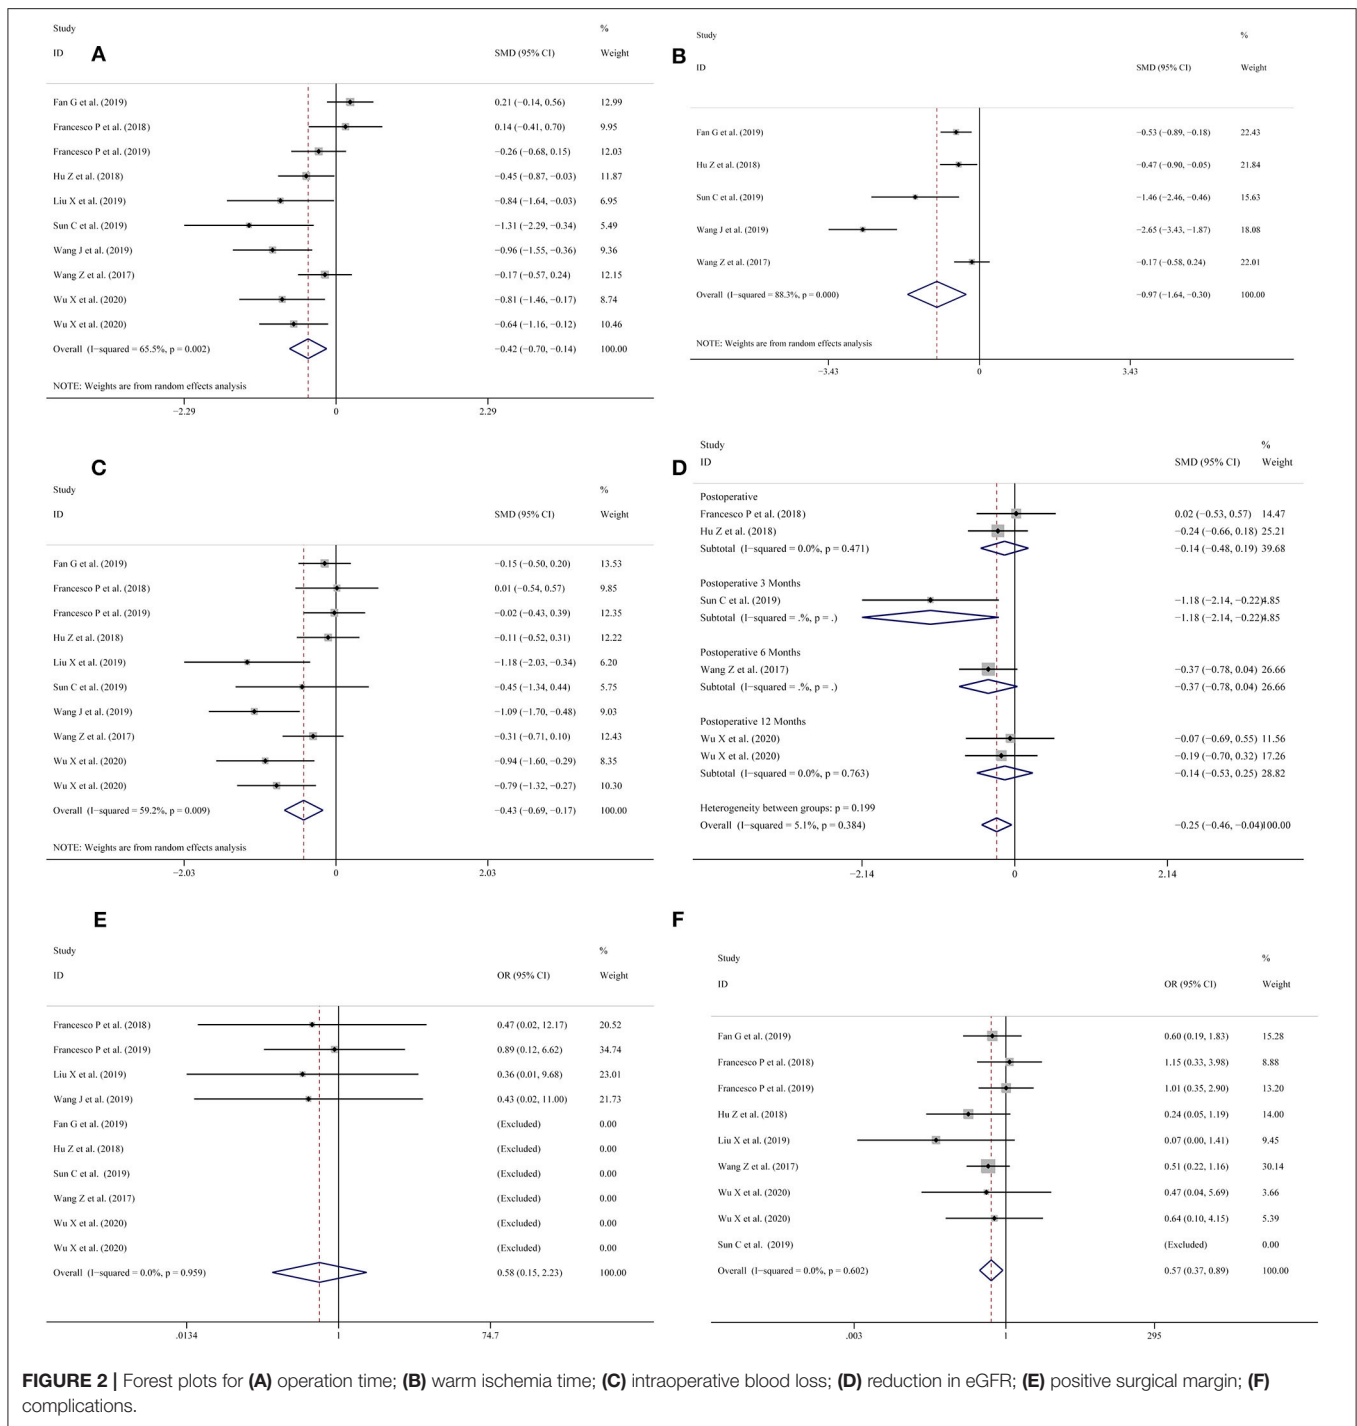 A
Study %
ID SMD (95% CI) Weight
Fan G et al. (2019) 0.21 (−0.14, 0.56) 12.99
Francesco P et al. (2018) 0.14 (−0.41, 0.70) 9.95
Francesco P et al. (2019) −0.26 (−0.68, 0.15) 12.03
Hu Z et al. (2018) −0.45 (−0.87, −0.03) 11.87
Liu X et al. (2019) −0.84 (−1.64, −0.03) 6.95
Sun C et al. (2019) −1.31 (−2.29, −0.34) 5.49
Wang J et al. (2019) −0.96 (−1.55, −0.36) 9.36
Wang Z et al. (2017) −0.17 (−0.57, 0.24) 12.15
Wu X et al. (2020) −0.81 (−1.46, −0.17) 8.74
Wu X et al. (2020) −0.64 (−1.16, −0.12) 10.46
Overall (I−squared = 65.5%, p = 0.002) −0.42 (−0.70, −0.14) 100.00
NOTE: Weights are from random effects analysis
−2.29 0 2.29
B
Study %
ID SMD (95% CI) Weight
Fan G et al. (2019) −0.53 (−0.89, −0.18) 22.43
Hu Z et al. (2018) −0.47 (−0.90, −0.05) 21.84
Sun C et al. (2019) −1.46 (−2.46, −0.46) 15.63
Wang J et al. (2019) −2.65 (−3.43, −1.87) 18.08
Wang Z et al. (2017) −0.17 (−0.58, 0.24) 22.01
Overall (I−squared = 88.3%, p = 0.000) −0.97 (−1.64, −0.30) 100.00
NOTE: Weights are from random effects analysis
−3.43 0 3.43
C
Study %
ID SMD (95% CI) Weight
Fan G et al. (2019) −0.15 (−0.50, 0.20) 13.53
Francesco P et al. (2018) 0.01 (−0.54, 0.57) 9.85
Francesco P et al. (2019) −0.02 (−0.43, 0.39) 12.35
Hu Z et al. (2018) −0.11 (−0.52, 0.31) 12.22
Liu X et al. (2019) −1.18 (−2.03, −0.34) 6.20
Sun C et al. (2019) −0.45 (−1.34, 0.44) 5.75
Wang J et al. (2019) −1.09 (−1.70, −0.48) 9.03
Wang Z et al. (2017) −0.31 (−0.71, 0.10) 12.43
Wu X et al. (2020) −0.94 (−1.60, −0.29) 8.35
Wu X et al. (2020) −0.79 (−1.32, −0.27) 10.30
Overall (I−squared = 59.2%, p = 0.009) −0.43 (−0.69, −0.17) 100.00
NOTE: Weights are from random effects analysis
−2.03 0 2.03
D
Study %
ID SMD (95% CI) Weight
Postoperative
Francesco P et al. (2018) 0.02 (−0.53, 0.57) 14.47
Hu Z et al. (2018) −0.24 (−0.66, 0.18) 25.21
Subtotal (I−squared = 0.0%, p = 0.471) −0.14 (−0.48, 0.19) 39.68
Postoperative 3 Months
Sun C et al. (2019) −1.18 (−2.14, −0.22) 4.85
Subtotal (I−squared = .%, p = .) −1.18 (−2.14, −0.22) 4.85
Postoperative 6 Months
Wang Z et al. (2017) −0.37 (−0.78, 0.04) 26.66
Subtotal (I−squared = .%, p = .) −0.37 (−0.78, 0.04) 26.66
Postoperative 12 Months
Wu X et al. (2020) −0.07 (−0.69, 0.55) 11.56
Wu X et al. (2020) −0.19 (−0.70, 0.32) 17.26
Subtotal (I−squared = 0.0%, p = 0.763) −0.14 (−0.53, 0.25) 28.82
Heterogeneity between groups: p = 0.199
Overall (I−squared = 5.1%, p = 0.384) −0.25 (−0.46, −0.04) 100.00
−2.14 0 2.14
E
Study %
ID OR (95% CI) Weight
Francesco P et al. (2018) 0.47 (0.02, 12.17) 20.52
Francesco P et al. (2019) 0.89 (0.12, 6.62) 34.74
Liu X et al. (2019) 0.36 (0.01, 9.68) 23.01
Wang J et al. (2019) 0.43 (0.02, 11.00) 21.73
Fan G et al. (2019) (Excluded) 0.00
Hu Z et al. (2018) (Excluded) 0.00
Sun C et al. (2019) (Excluded) 0.00
Wang Z et al. (2017) (Excluded) 0.00
Wu X et al. (2020) (Excluded) 0.00
Wu X et al. (2020) (Excluded) 0.00
Overall (I−squared = 0.0%, p = 0.959) 0.58 (0.15, 2.23) 100.00
.0134 1 74.7
F
Study %
ID OR (95% CI) Weight
Fan G et al. (2019) 0.60 (0.19, 1.83) 15.28
Francesco P et al. (2018) 1.15 (0.33, 3.98) 8.88
Francesco P et al. (2019) 1.01 (0.35, 2.90) 13.20
Hu Z et al. (2018) 0.24 (0.05, 1.19) 14.00
Liu X et al. (2019) 0.07 (0.00, 1.41) 9.45
Wang Z et al. (2017) 0.51 (0.22, 1.16) 30.14
Wu X et al. (2020) 0.47 (0.04, 5.69) 3.66
Wu X et al. (2020) 0.64 (0.10, 4.15) 5.39
Sun C et al. (2019) (Excluded) 0.00
Overall (I−squared = 0.0%, p = 0.602) 0.57 (0.37, 0.89) 100.00
.003 1 295
FIGURE 2 | Forest plots for (A) operation time; (B) warm ischemia time; (C) intraoperative blood loss; (D) reduction in eGFR; (E) positive surgical margin; (F)
complications.